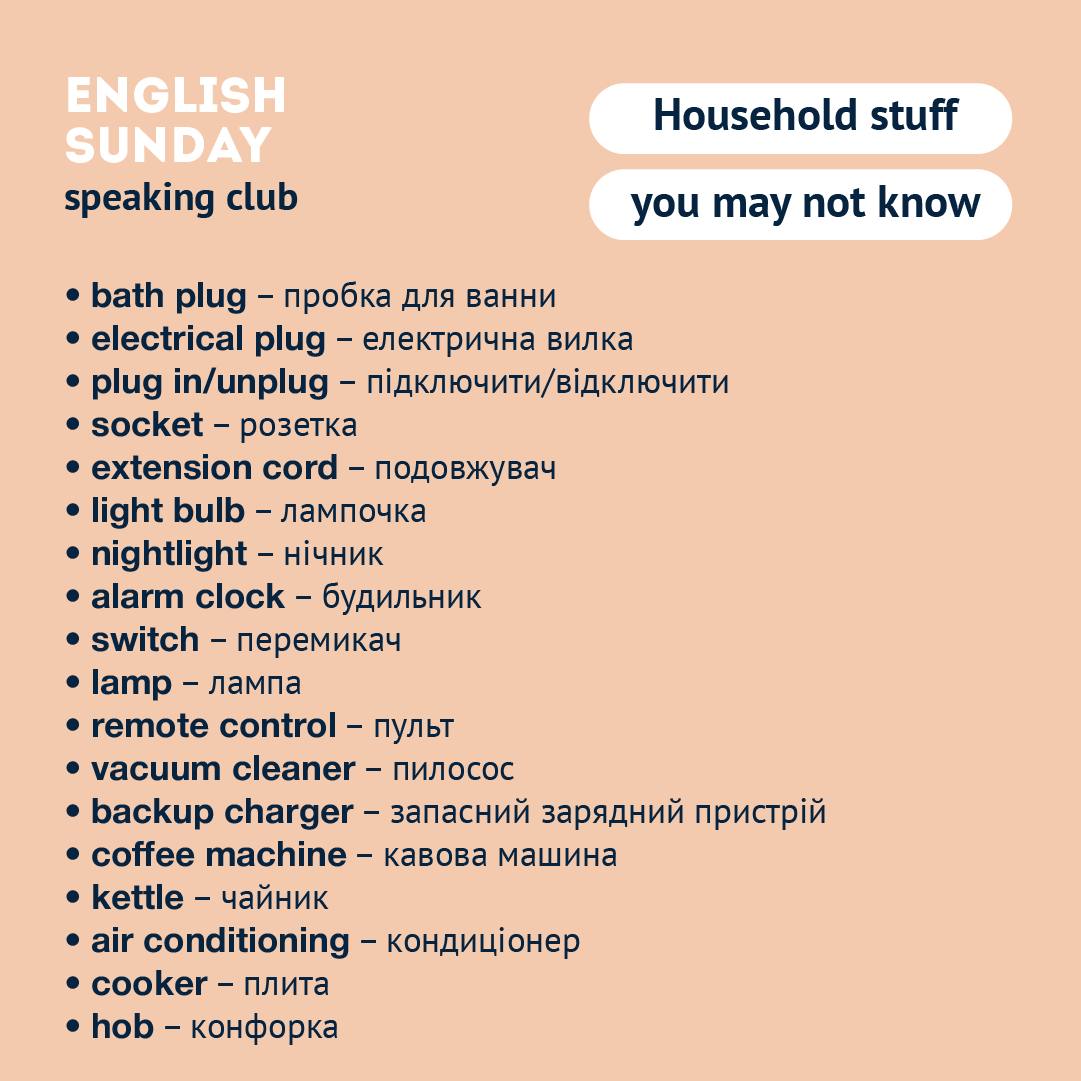 ENGLISH
SUNDAY
speaking club
Household stuff
you may not know
• bath plug – пробка для ванни
• electrical plug – електрична вилка
• plug in/unplug – підключити/відключити
• socket – розетка
• extension cord – подовжувач
• light bulb – лампочка
• nightlight – нічник
• alarm clock – будильник
• switch – перемикач
• lamp – лампа
• remote control – пульт
• vacuum cleaner – пилосос
• backup charger – запасний зарядний пристрій
• coffee machine – кавова машина
• kettle – чайник
• air conditioning – кондиціонер
• cooker – плита
• hob – конфорка